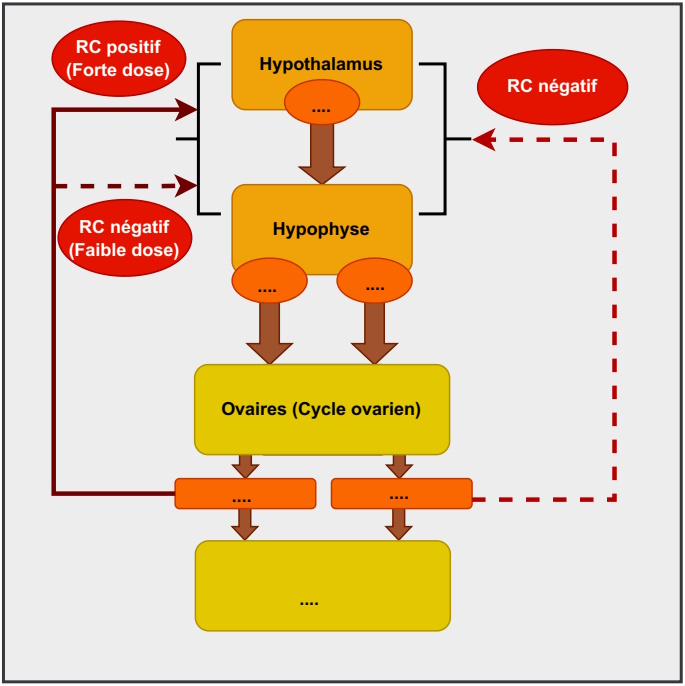 RC positif
(Forte dose)
Hypothalamus
....
RC négatif
RC négatif
(Faible dose)
Hypophyse
....
....
Ovaires (Cycle ovarien)
....
....
....